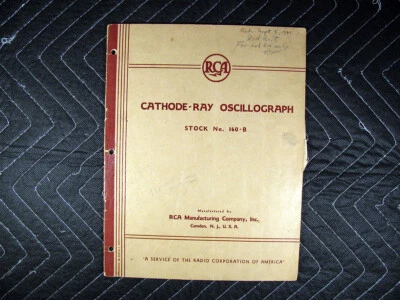 RCA
CATHODE-RAY OSCILLOGRAPH
STOCK No. 160-B
Manufactured by
RCA Manufacturing Company, Inc.,
Camden, N. J., U. S. A.
"A SERVICE OF THE RADIO CORPORATION OF AMERICA"